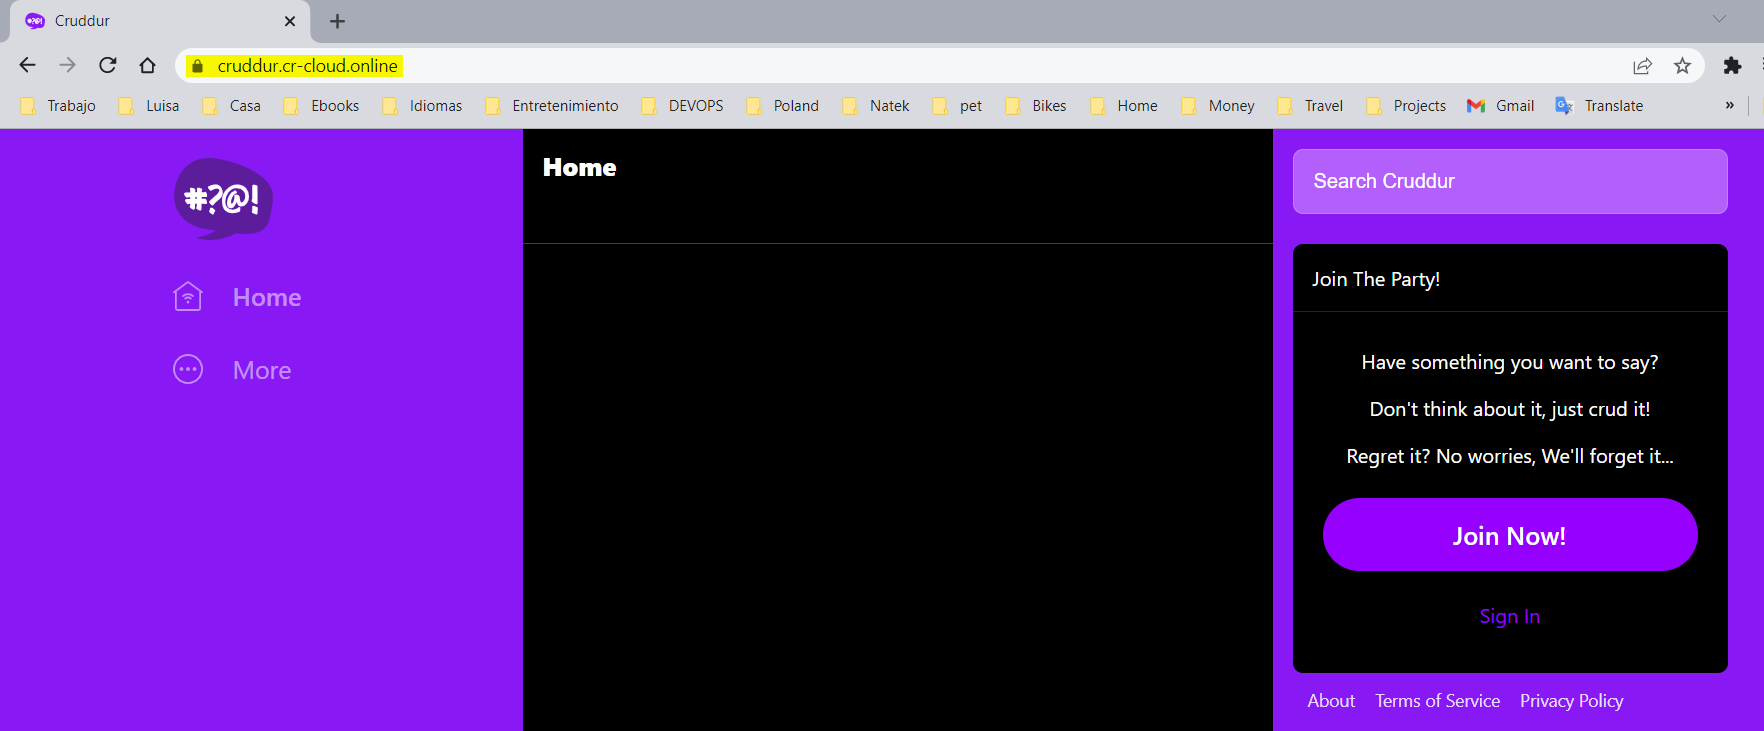 Cruddur
cruddur.cr-cloud.online
Trabajo Luisa Casa Ebooks Idiomas Entretenimiento DEVOPS Poland Natek pet Bikes Home Money Travel Projects Gmail Translate »
#?@!
Home
More
Home
Search Cruddur
Join The Party!
Have something you want to say?
Don't think about it, just crud it!
Regret it? No worries, We'll forget it...
Join Now!
Sign In
About Terms of Service Privacy Policy